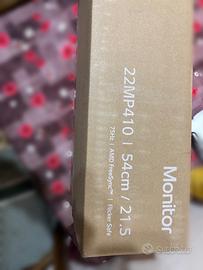 Monitor
22MP410 | 54cm / 21.5
75Hz | AMD FreeSync™ | Flicker Safe